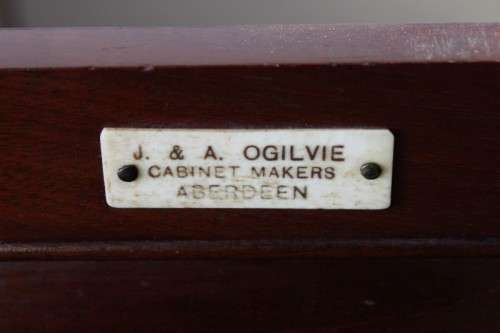 J. & A. OGILVIE
CABINET MAKERS
ABERDEEN